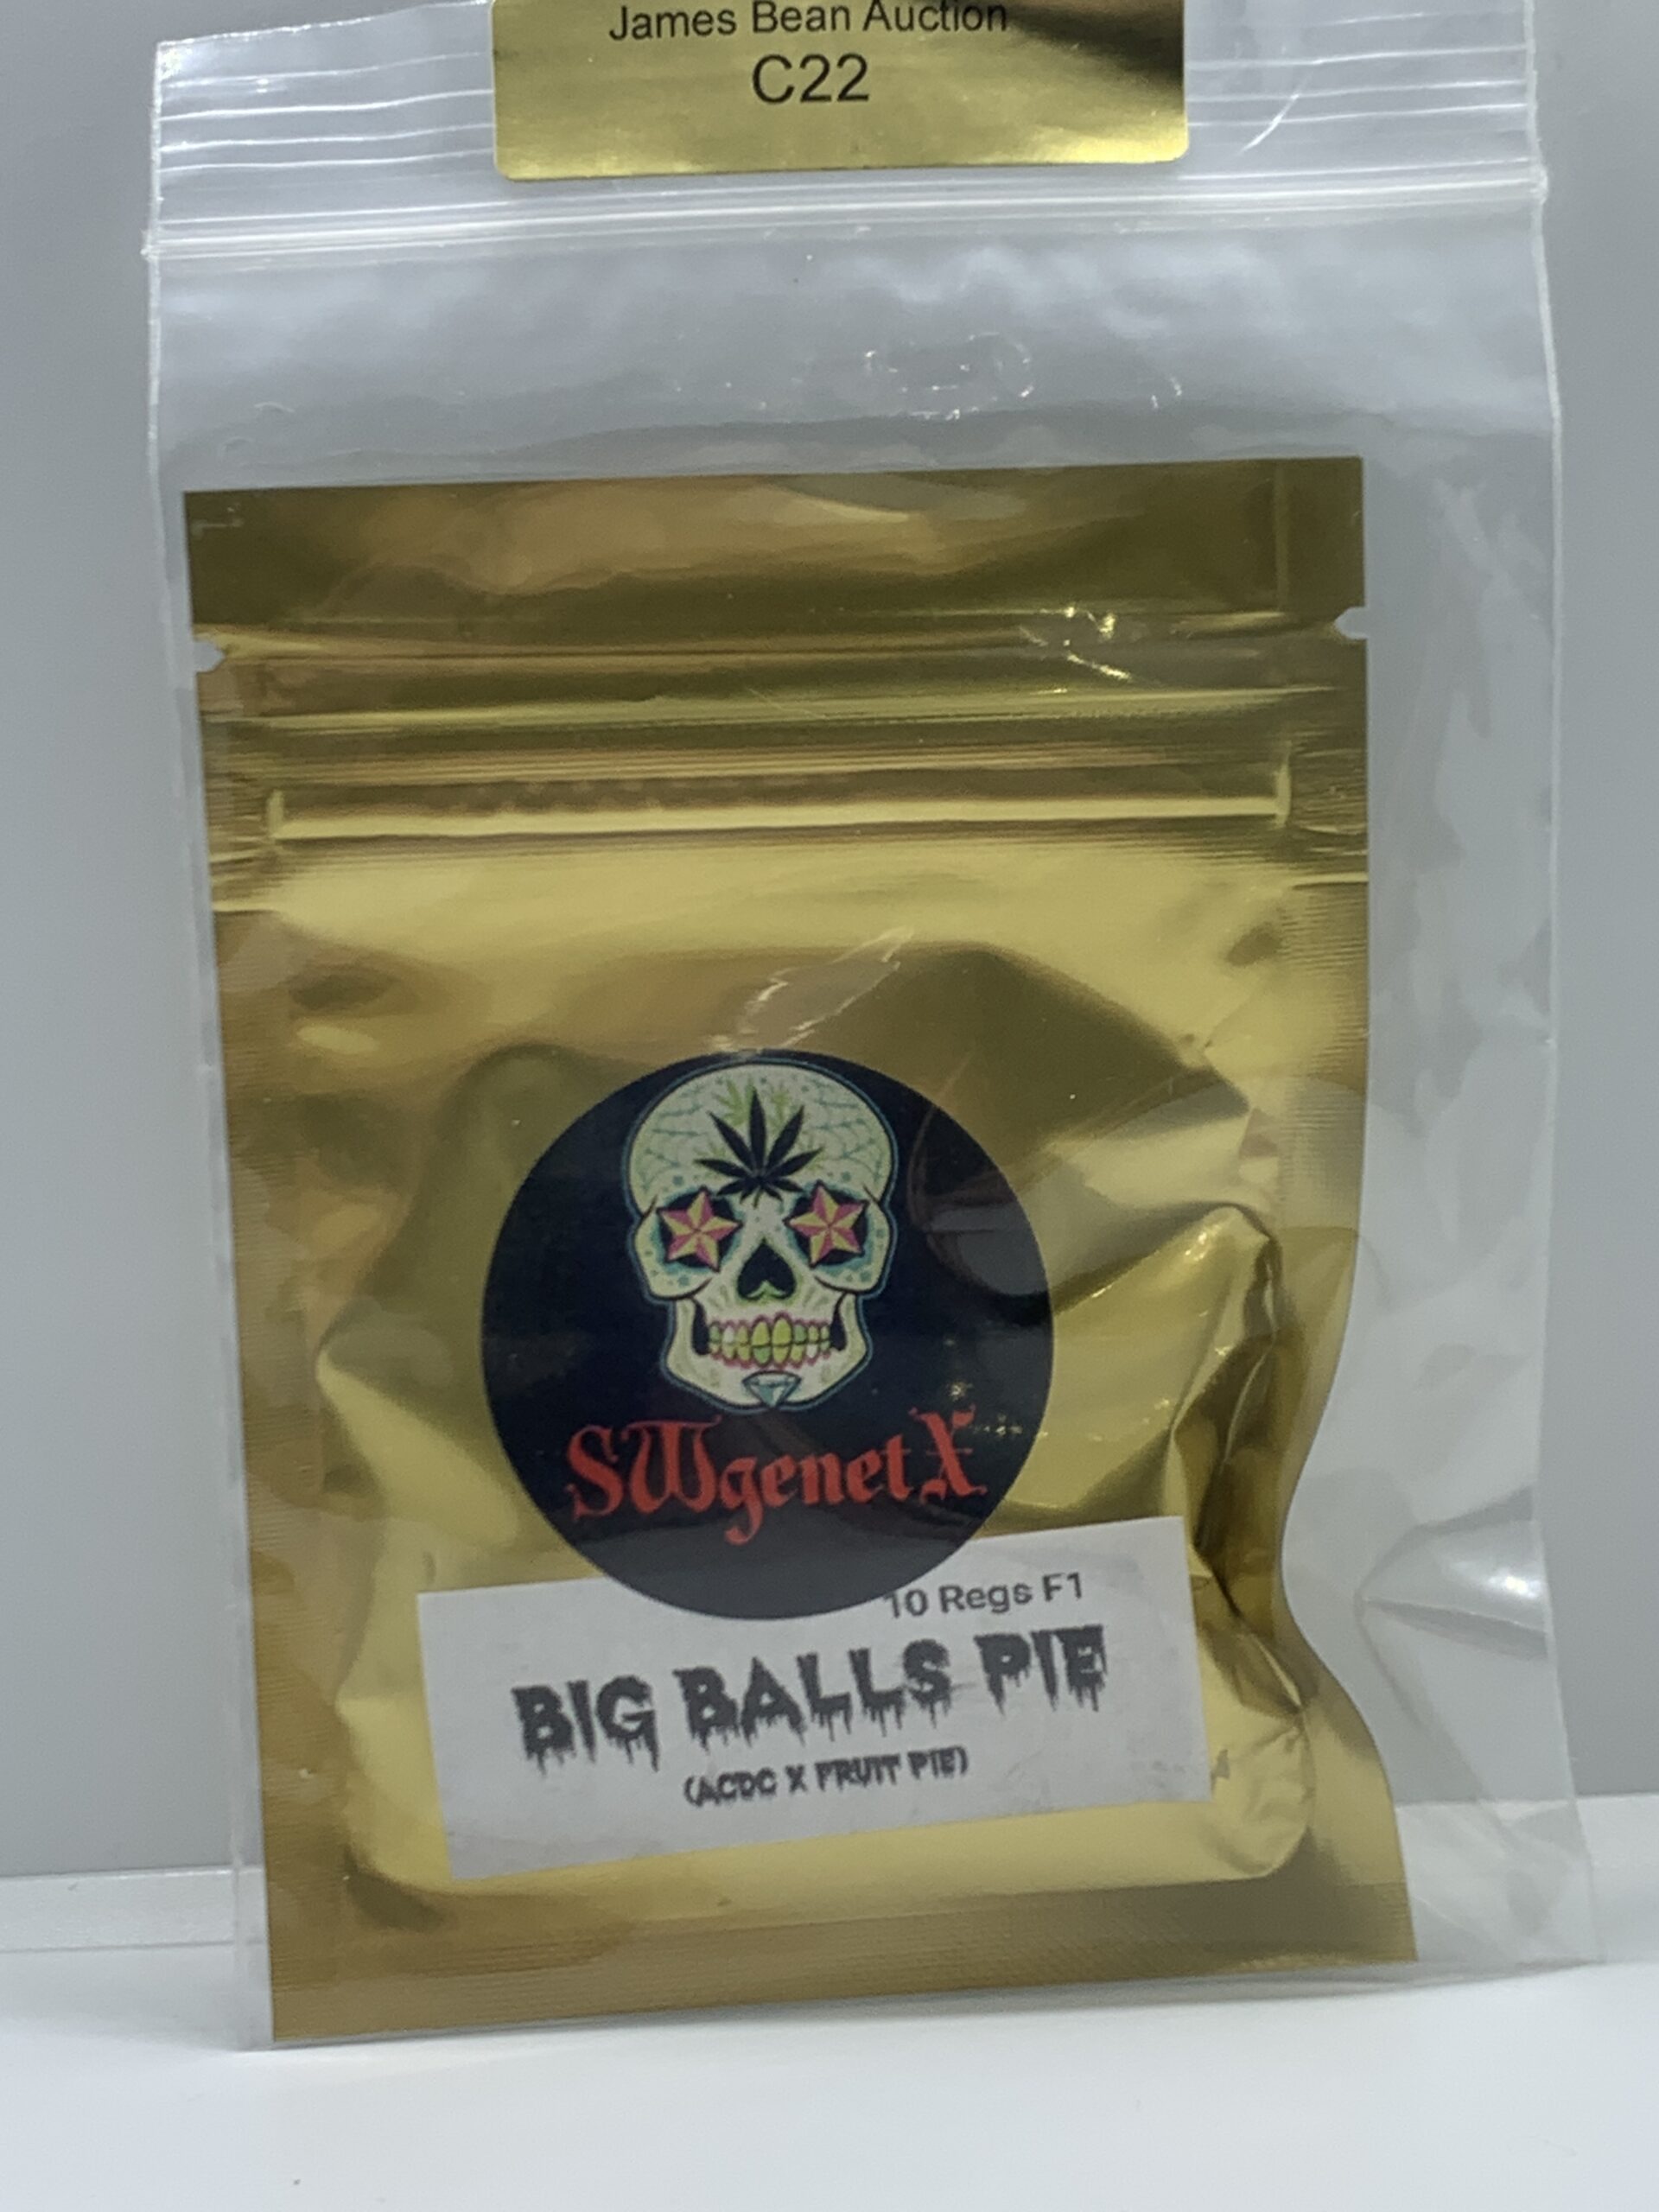 James Bean Auction
C22
SWgenetX
10 Regs F1
BIG BALLS PIE
(ACDC X FRUIT PIE)